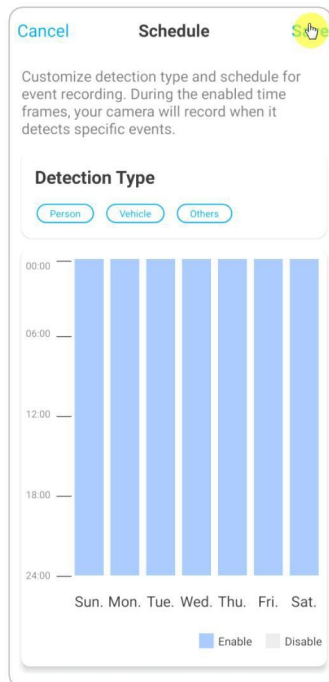 Cancel Schedule Save
Customize detection type and schedule for
event recording. During the enabled time
frames, your camera will record when it
detects specific events.
Detection Type
Person Vehicle Others
00:00
06:00
12:00
18:00
24:00
Sun. Mon. Tue. Wed. Thu. Fri. Sat.
Enable Disable